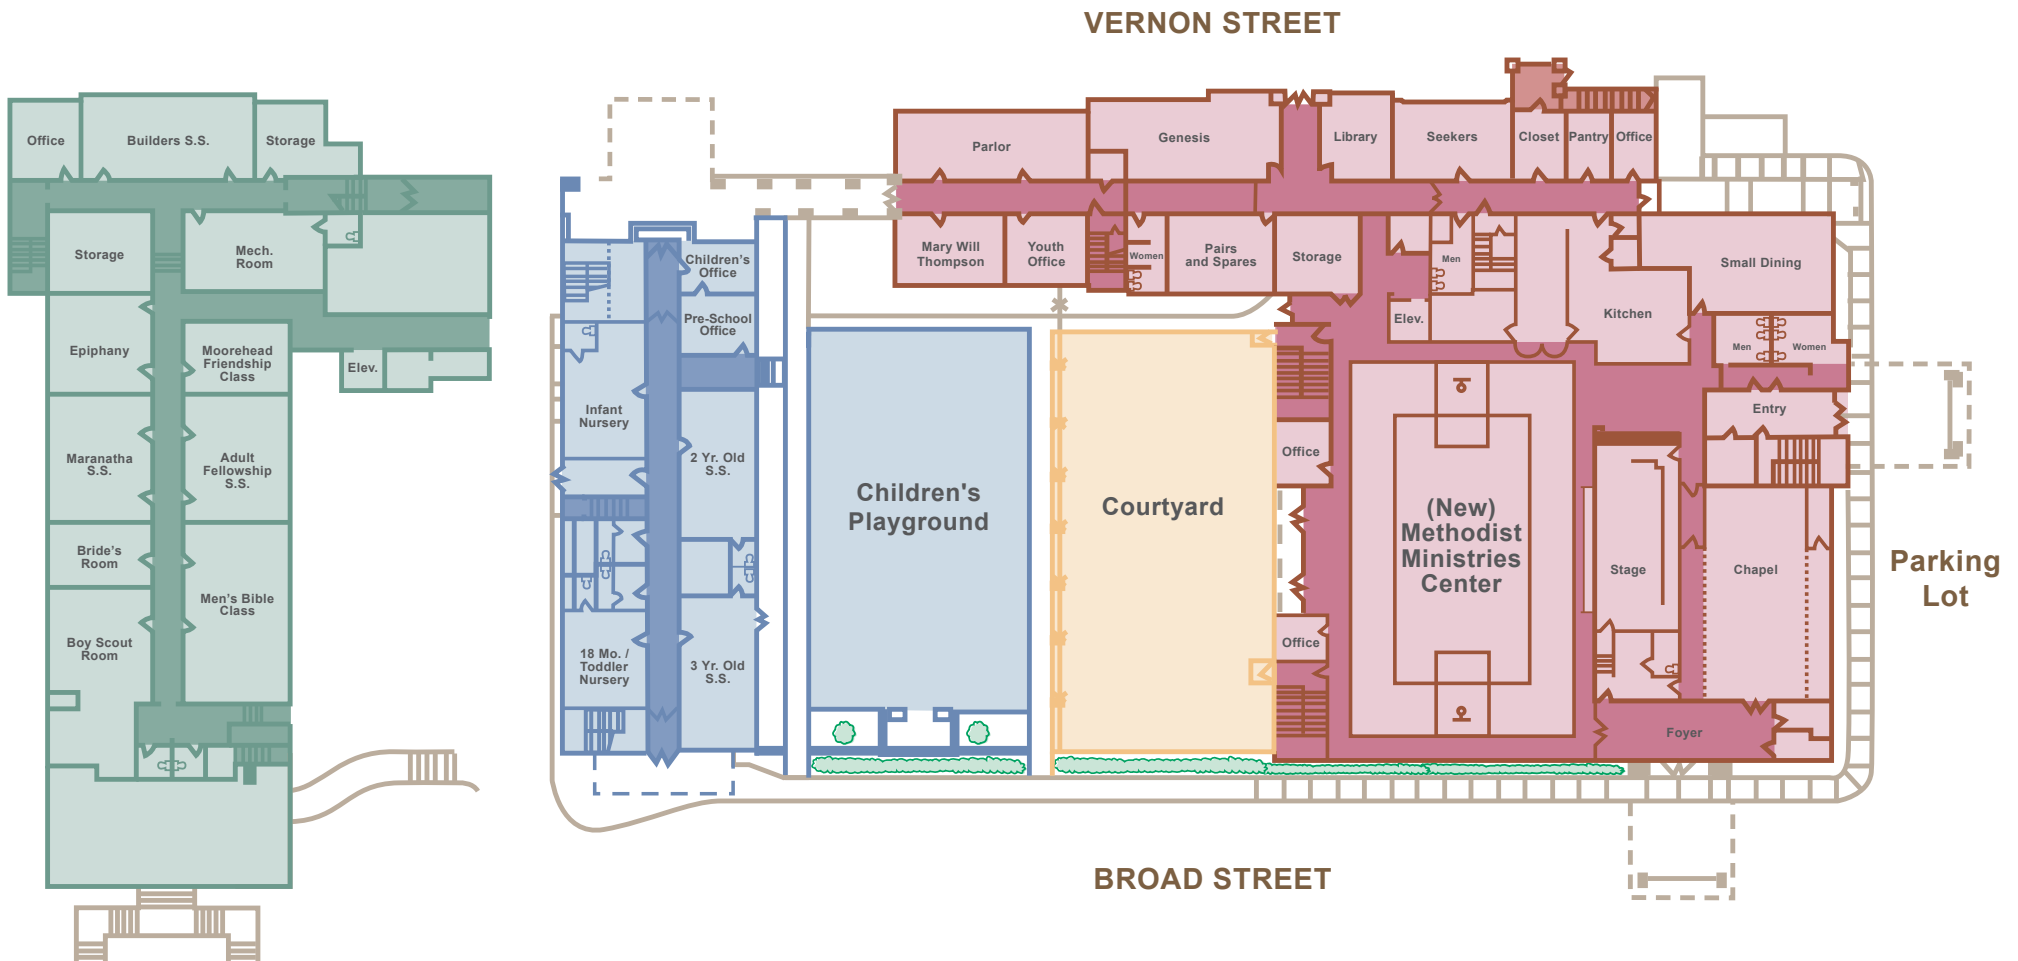 VERNON STREET
Office
Builders S.S.
Storage
Storage
Mech.
Room
Epiphany
Moorehead
Friendship
Class
Elev.
Maranatha
S.S.
Adult
Fellowship
S.S.
Bride's
Room
Men's Bible
Class
Boy Scout
Room
Children's
Office
Pre-School
Office
Infant
Nursery
2 Yr. Old
S.S.
18 Mo. /
Toddler
Nursery
3 Yr. Old
S.S.
Children's
Playground
Courtyard
Parlor
Genesis
Library
Seekers
Closet
Pantry
Office
Mary Will
Thompson
Youth
Office
Women
Pairs
and Spares
Storage
Men
Elev.
Kitchen
Small Dining
Men
Women
Entry
Office
(New)
Methodist
Ministries
Center
Stage
Chapel
Office
Foyer
Parking
Lot
BROAD STREET